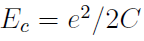 E_c = e^2/2C